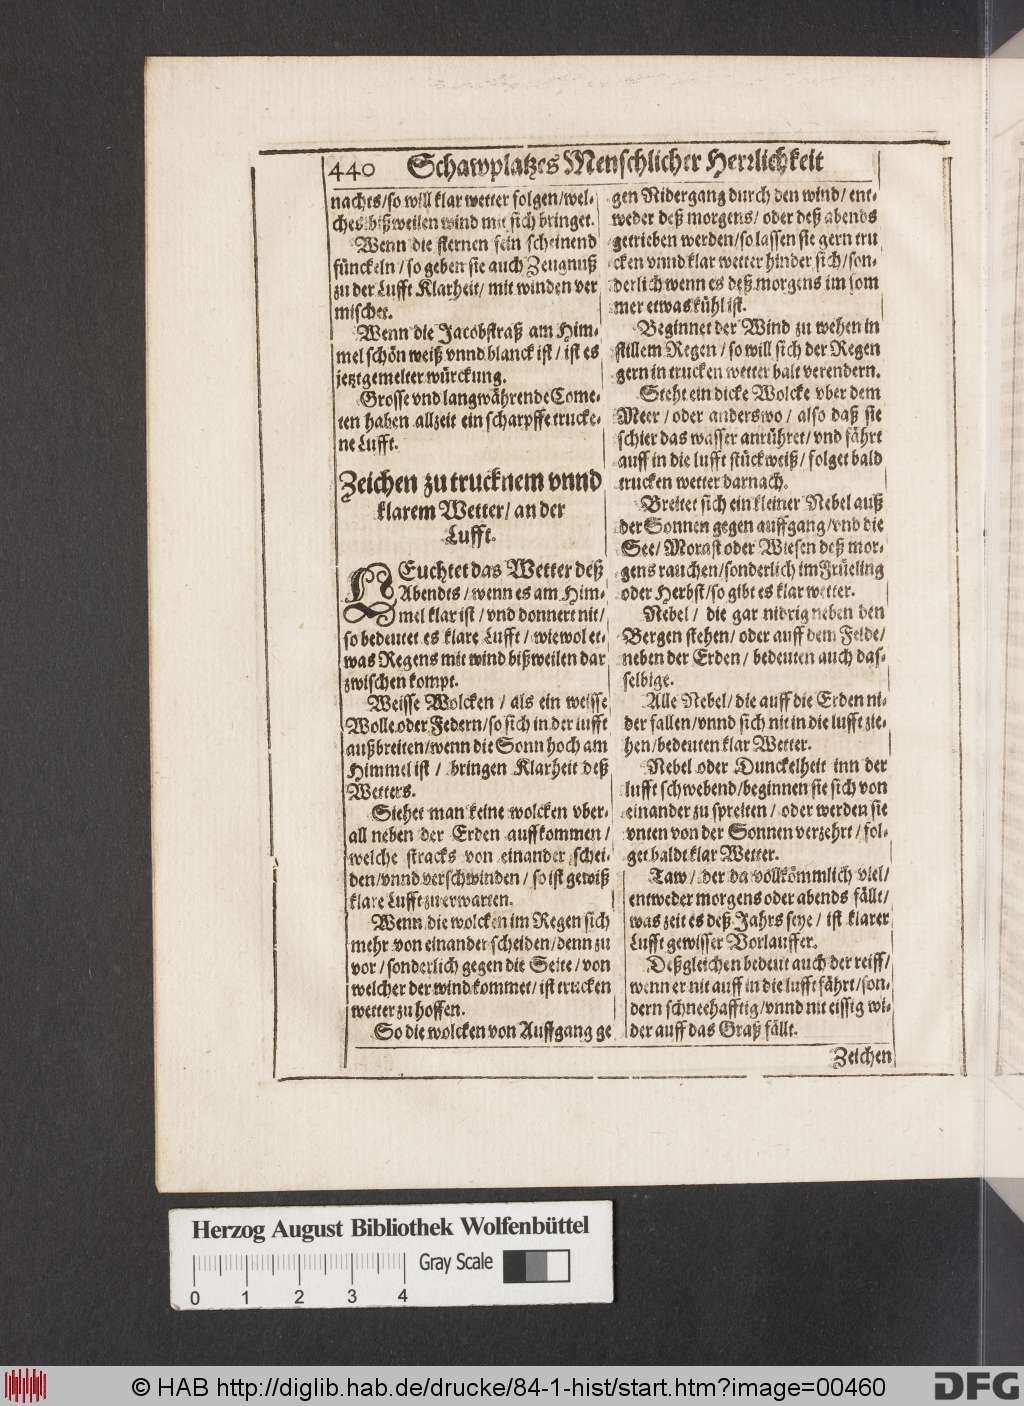 440 Schawplatzes Menschlicher Herrlichkeit
nachts/so will klar wetter folgen/wel-
ches bißweilen wind mit sich bringet.
Wenn die sternen fein scheinend
fünckeln/so geben sie auch Zeugnuß
zu der Lufft Klarheit/mit winden ver
mischet.
Wenn die Jacobstraß am Him-
mel schön weiß vnnd blanck ist/ist es
jetztgemelter würckung.
Grosse vnd langwährende Come-
ten haben allzeit ein scharpffe trucke-
ne Lufft.
Zeichen zu trucknem vnnd
klarem Wetter/an der
Lufft.
LEuchtet das Wetter deß
Abendts/wenn es am Him-
mel klar ist/vnd donnert nit/
so bedeutet es klare Lufft/wiewol et-
was Regens mit wind bißweilen dar
zwischen kompt.
Weisse Wolcken/als ein weisse
Wolle oder Federn/so sich in der lufft
außbreiten/wenn die Sonn hoch am
Himmel ist/bringen Klarheit deß
Wetters.
Siehet man keine wolcken vber-
all neben der Erden auffkommen/
welche stracks von einander schei-
den/vnnd verschwinden/so ist gewiß
klare Lufft zu erwarten.
Wenn die wolcken im Regen sich
mehr von einander scheiden/denn zu
vor/sonderlich gegen die Seite/von
welcher der wind kommet/ist trucken
wetter zu hoffen.
So die wolcken von Auffgang ge
gen Nidergang durch den wind/ent-
weder deß morgens/oder deß abends
getrieben werden/so lassen sie gern tru
cken vnnd klar wetter hinder sich/son-
derlich wenn es deß morgens im som
mer etwas kühl ist.
Beginnet der Wind zu wehen in
stillem Regen/so will sich der Regen
gern in trucken wetter balt verendern.
Steht ein dicke Wolcke vber dem
Meer/oder anderswo/also daß sie
schier das wasser anrühret/vnd fährt
auff in die lufft stückweiß/folget bald
trucken wetter darnach.
Breitet sich ein kleiner Nebel auß
der Sonnen gegen auffgang/vnd die
See/Morast oder Wiesen deß mor-
gens rauchen/sonderlich im Früeling
oder Herbst/so gibt es klar wetter.
Nebel/die gar nidrig neben den
Bergen stehen/oder auff dem Felde/
neben der Erden/bedeuten auch das-
selbige.
Alle Nebel/die auff die Erden ni-
der fallen/vnnd sich nit in die lufft zie-
hen/bedeuten klar Wetter.
Nebel oder Dunckelheit inn der
lufft schwebend/beginnen sie sich von
einander zu spreiten/oder werden sie
vnten von der Sonnen verzehrt/fol-
get baldt klar Wetter.
Taw/der da vollkömmlich viel/
entweder morgens oder abends fällt/
was zeit es deß Jahrs seye/ist klarer
Lufft gewisser Vorlauffer.
Deßgleichen bedeut auch der reiff/
wenn er nit auff in die lufft fährt/son-
dern schneehafftig/vnnd nit eissig wi-
der auff das Graß fällt.
Zeichen
Herzog August Bibliothek Wolfenbüttel
Gray Scale
0 1 2 3 4
© HAB http://diglib.hab.de/drucke/84-1-hist/start.htm?image=00460
DFG